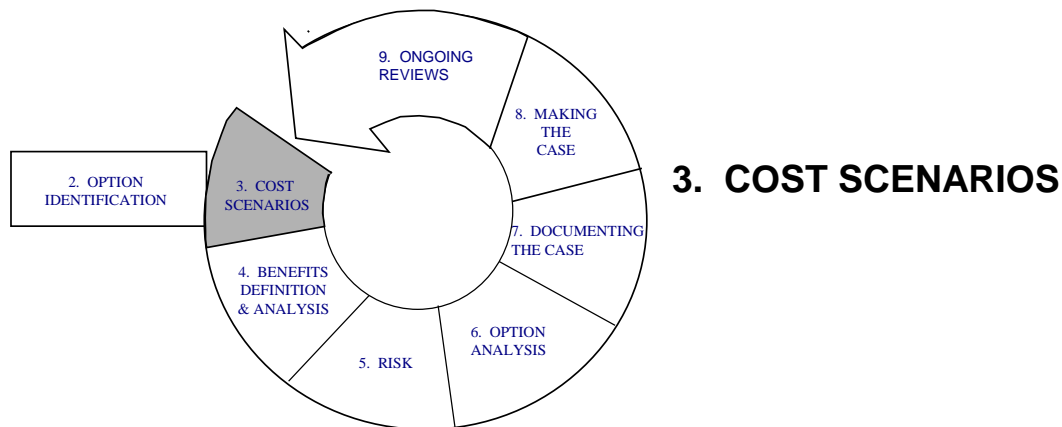 9. ONGOING
REVIEWS
8. MAKING
THE
CASE
3. COST SCENARIOS
2. OPTION
IDENTIFICATION
3. COST
SCENARIOS
7. DOCUMENTING
THE CASE
4. BENEFITS
DEFINITION
& ANALYSIS
6. OPTION
ANALYSIS
5. RISK